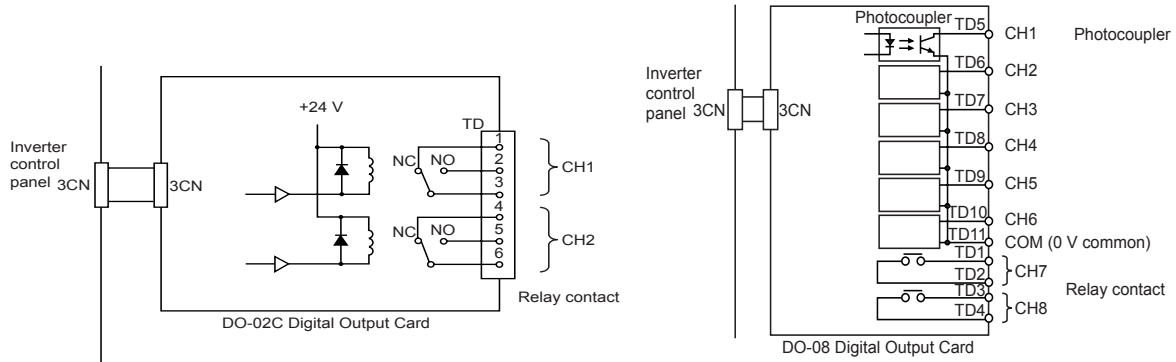 +24 V
TD
Inverter
control
panel 3CN
3CN
NC
NO
1
2
3
CH1
NC
NO
4
5
6
CH2
Relay contact
DO-02C Digital Output Card
Photocoupler
TD5
CH1
Photocoupler
TD6
CH2
Inverter
control
panel 3CN
3CN
TD7
CH3
TD8
CH4
TD9
CH5
TD10
CH6
TD11
COM (0 V common)
TD1
TD2
CH7
Relay contact
TD3
TD4
CH8
DO-08 Digital Output Card